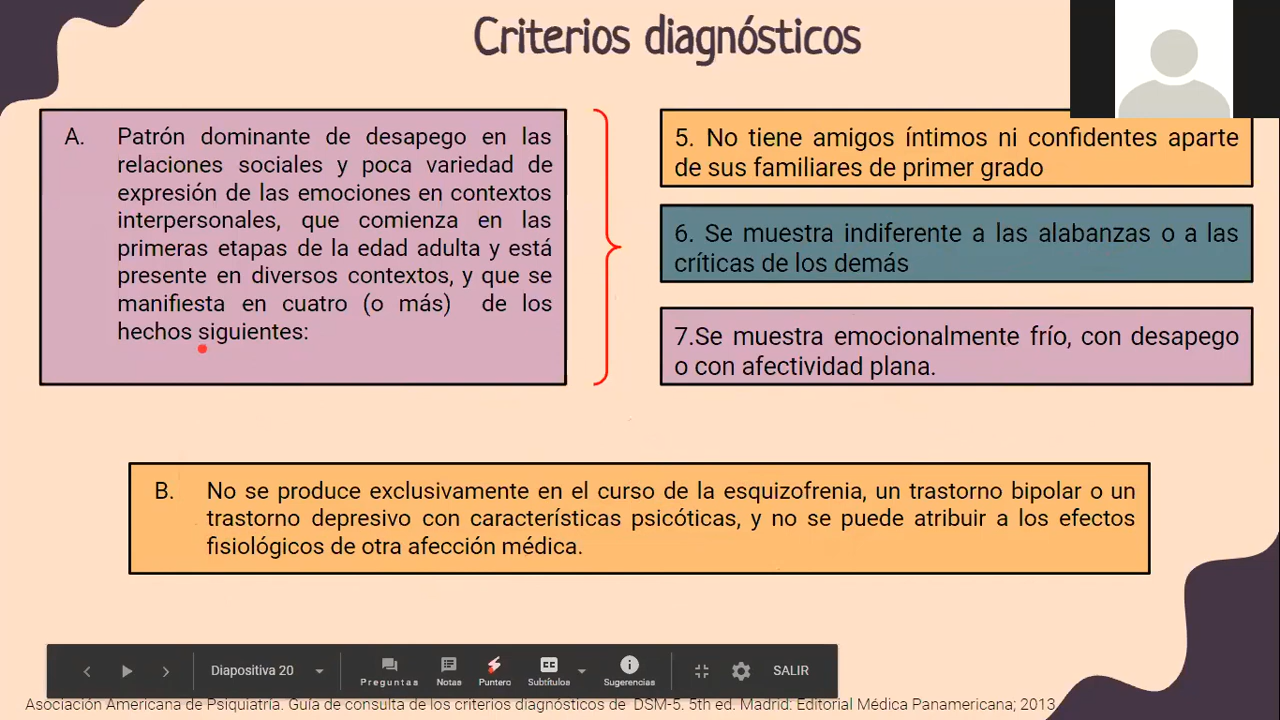 Criterios diagnósticos
A. Patrón dominante de desapego en las
relaciones sociales y poca variedad de
expresión de las emociones en contextos
interpersonales, que comienza en las
primeras etapas de la edad adulta y está
presente en diversos contextos, y que se
manifiesta en cuatro (o más) de los
hechos siguientes:
5. No tiene amigos íntimos ni confidentes aparte
de sus familiares de primer grado
6. Se muestra indiferente a las alabanzas o a las
críticas de los demás
7.Se muestra emocionalmente frío, con desapego
o con afectividad plana.
B. No se produce exclusivamente en el curso de la esquizofrenia, un trastorno bipolar o un
trastorno depresivo con características psicóticas, y no se puede atribuir a los efectos
fisiológicos de otra afección médica.
Diapositiva 20
Preguntas
Notas
Puntero
CC
Subtítulos
Sugerencias
SALIR
Asociación Americana de Psiquiatría. Guía de consulta de los criterios diagnósticos de DSM-5. 5th ed. Madrid: Editorial Médica Panamericana; 2013